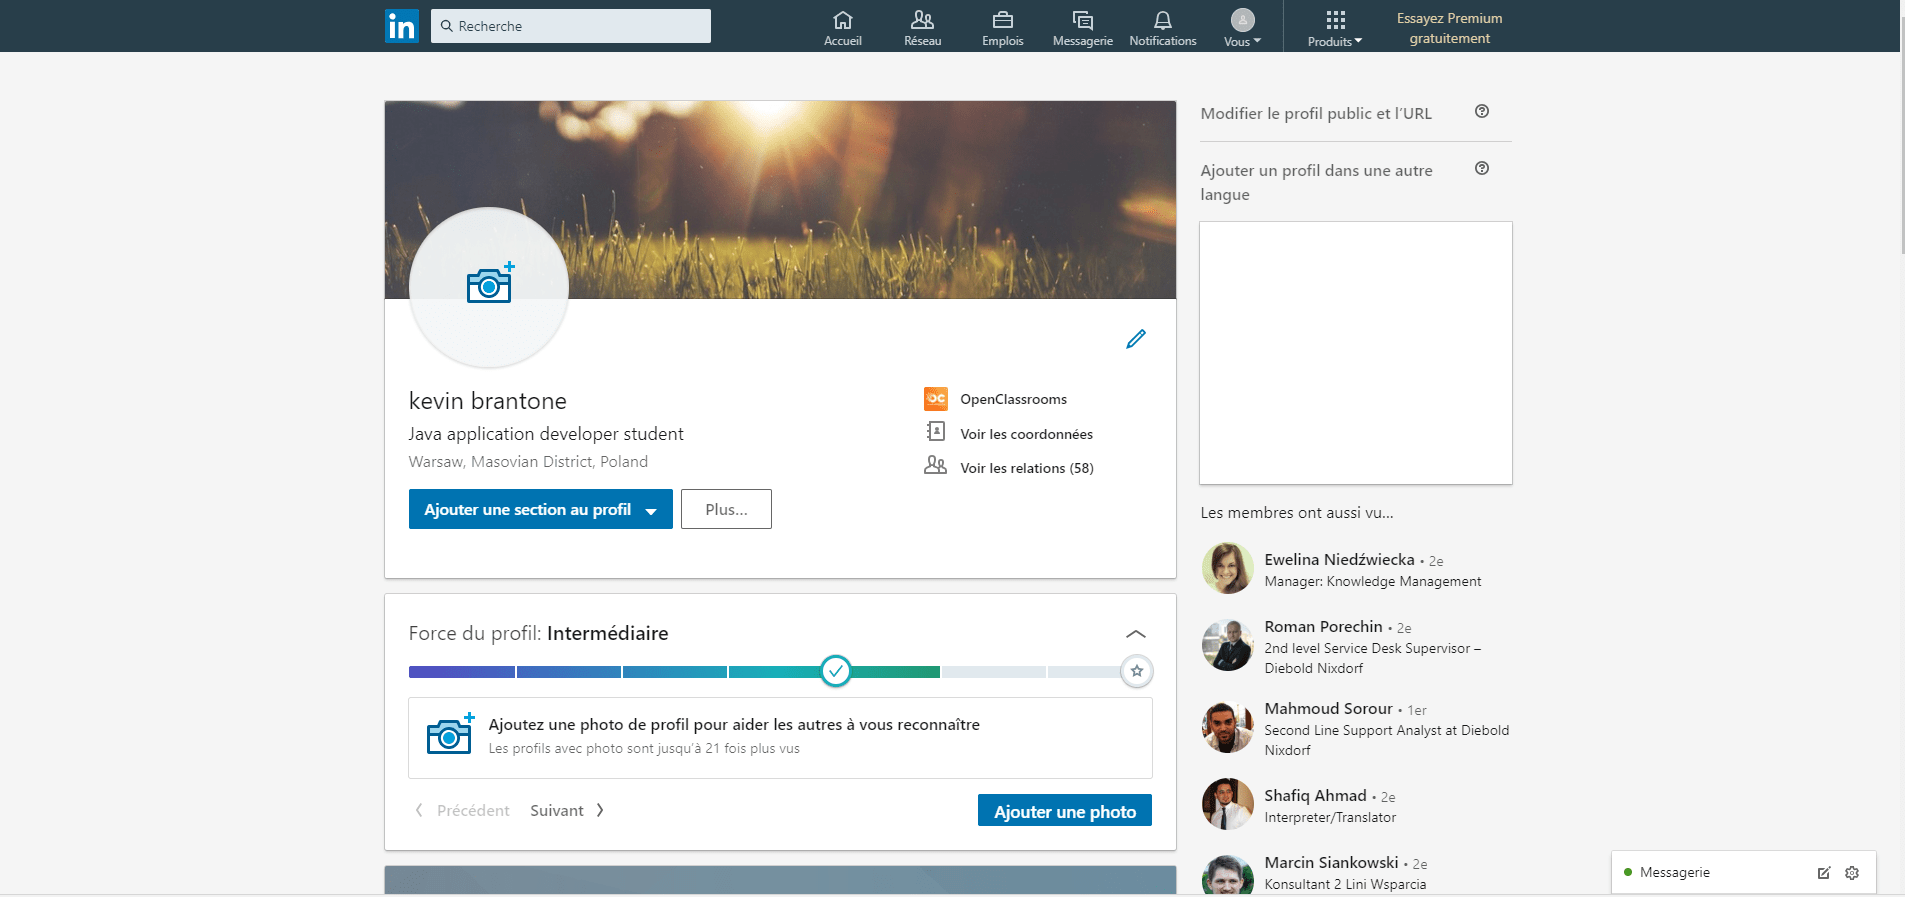 in
Recherche
Accueil
Réseau
Emplois
Messagerie
Notifications
Vous
Produits
Essayez Premium
gratuitement
Modifier le profil public et l'URL
Ajouter un profil dans une autre
langue
kevin brantone
Java application developer student
Warsaw, Masovian District, Poland
OC
OpenClassrooms
Voir les coordonnées
Voir les relations (58)
Ajouter une section au profil
Plus...
Force du profil: Intermédiaire
Ajoutez une photo de profil pour aider les autres à vous reconnaître
Les profils avec photo sont jusqu'à 21 fois plus vus
Précédent
Suivant
Ajouter une photo
Les membres ont aussi vu...
Ewelina Niedźwiecka • 2e
Manager: Knowledge Management
Roman Porechin • 2e
2nd level Service Desk Supervisor –
Diebold Nixdorf
Mahmoud Sorour • 1er
Second Line Support Analyst at Diebold
Nixdorf
Shafiq Ahmad • 2e
Interpreter/Translator
Marcin Siankowski • 2e
Konsultant 2 Lini Wsparcia
Messagerie